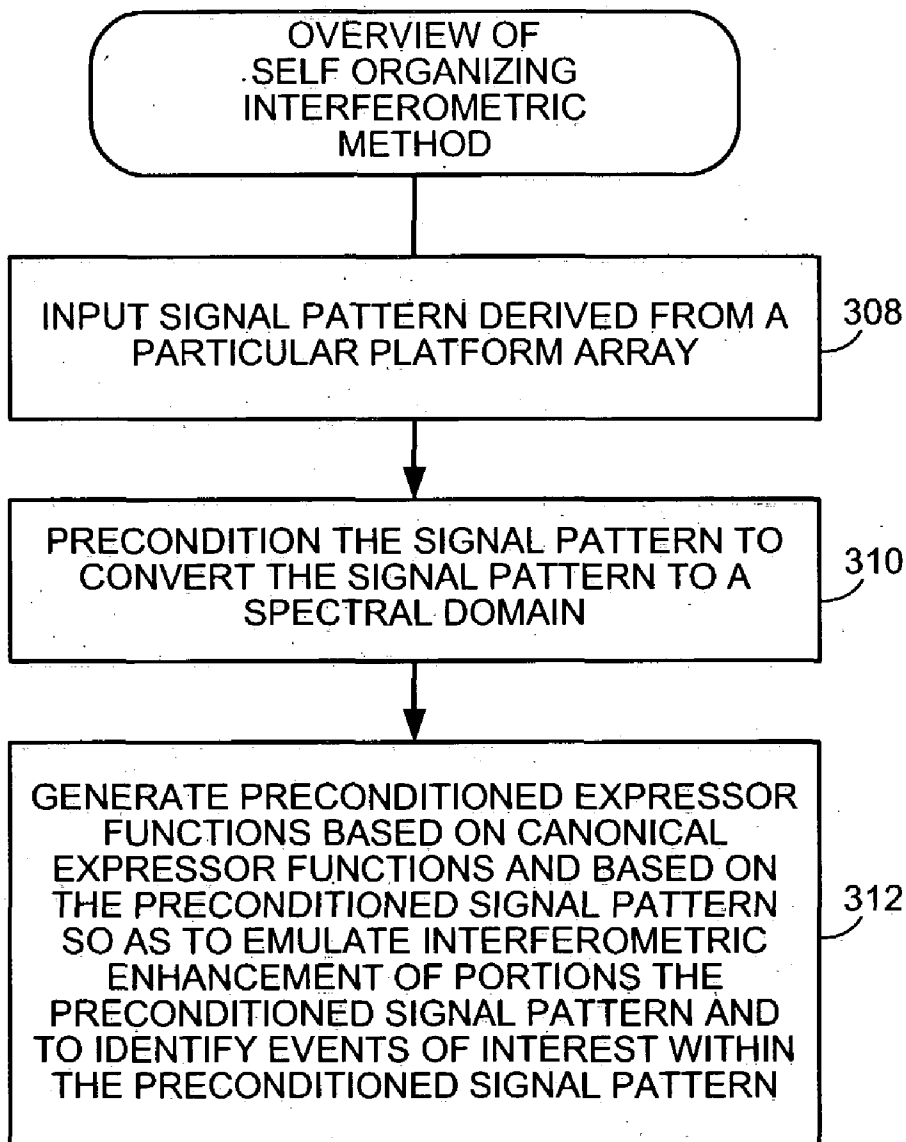 OVERVIEW OF
SELF ORGANIZING
INTERFEROMETRIC
METHOD
INPUT SIGNAL PATTERN DERIVED FROM A
PARTICULAR PLATFORM ARRAY
308
PRECONDITION THE SIGNAL PATTERN TO
CONVERT THE SIGNAL PATTERN TO A
SPECTRAL DOMAIN
310
GENERATE PRECONDITIONED EXPRESSOR
FUNCTIONS BASED ON CANONICAL
EXPRESSOR FUNCTIONS AND BASED ON
THE PRECONDITIONED SIGNAL PATTERN
SO AS TO EMULATE INTERFEROMETRIC
ENHANCEMENT OF PORTIONS THE
PRECONDITIONED SIGNAL PATTERN AND
TO IDENTIFY EVENTS OF INTEREST WITHIN
THE PRECONDITIONED SIGNAL PATTERN
312